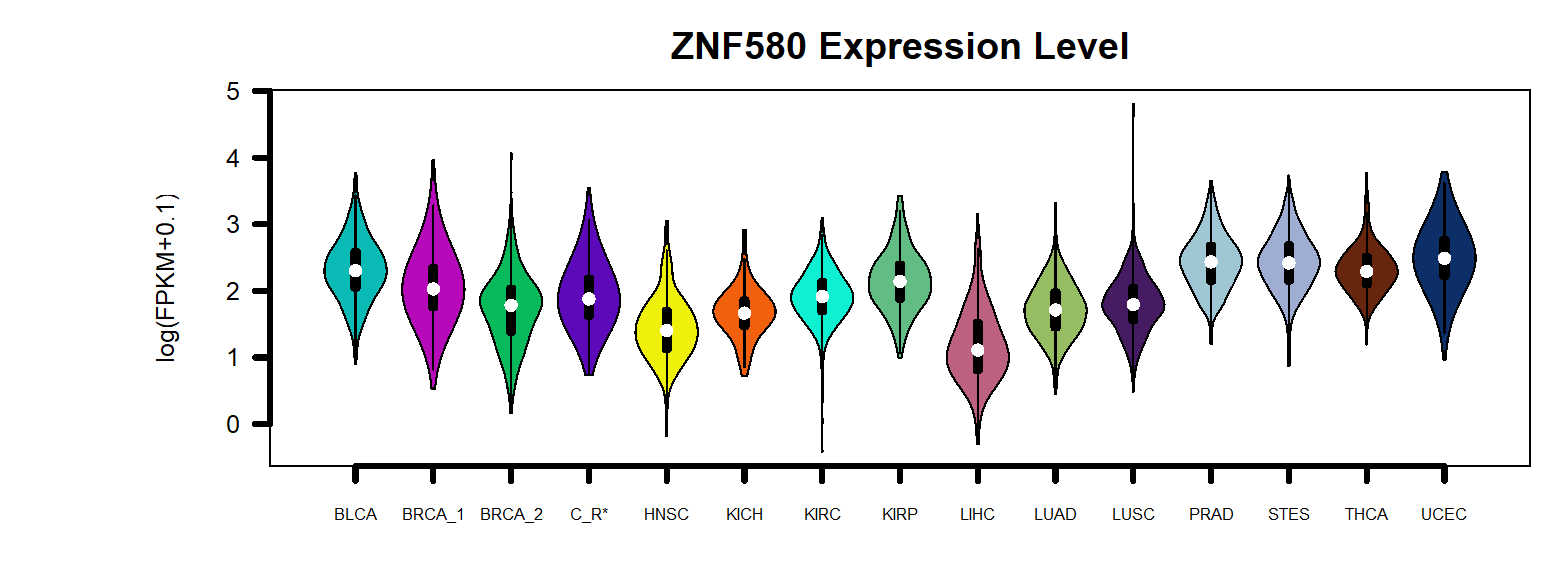 ZNF580 Expression Level
log(FPKM+0.1)
5
4
3
2
1
0
BLCA BRCA_1 BRCA_2 C_R* HNSC KICH KIRC KIRP LIHC LUAD LUSC PRAD STES THCA UCEC